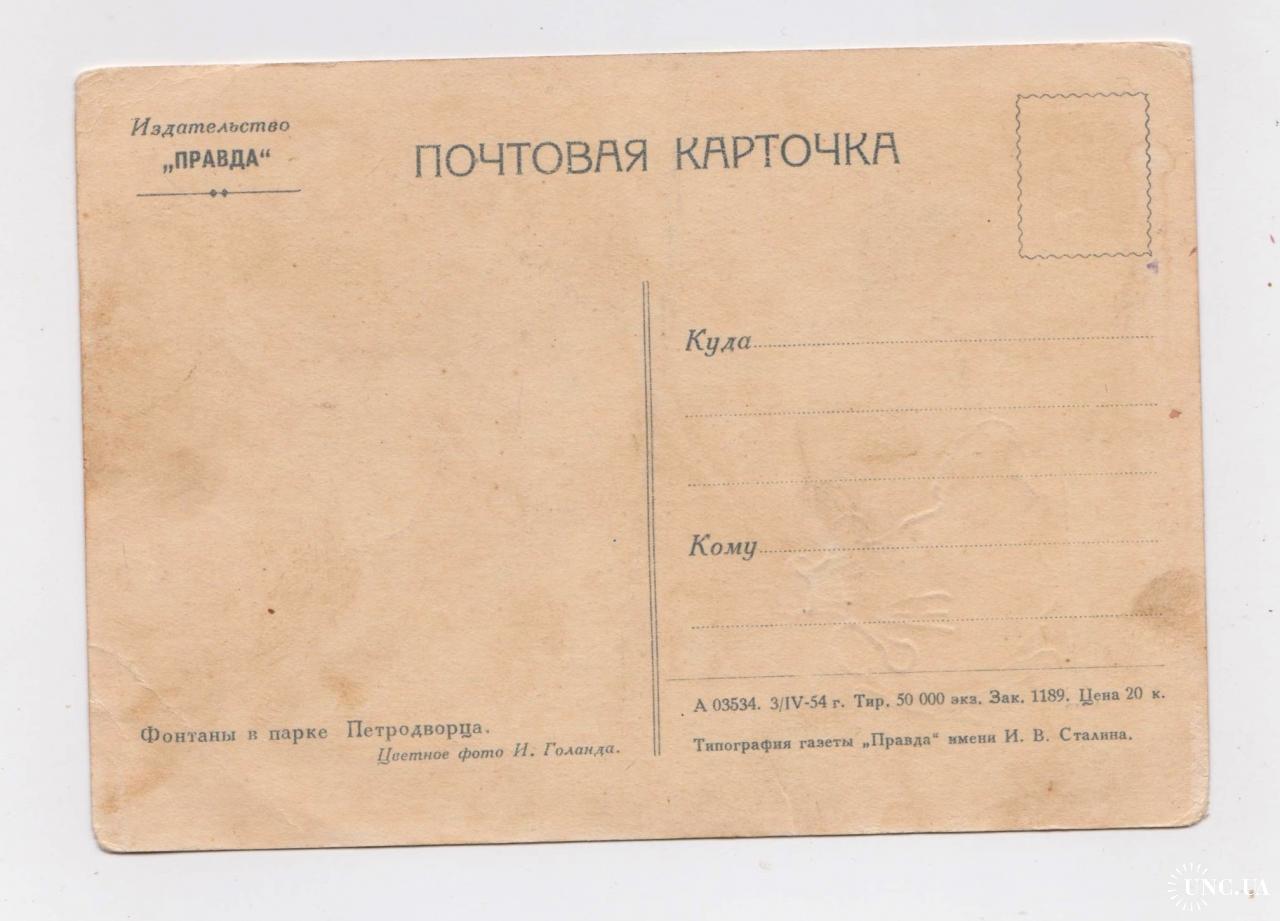 Издательство
„ПРАВДА“
ПОЧТОВАЯ КАРТОЧКА
Куда
Кому
Фонтаны в парке Петродворца.
Цветное фото И. Голанда.
А 03534. 3/IV-54 г. Тир. 50 000 экз. Зак. 1189. Цена 20 к.
Типография газеты „Правда“ имени И. В. Сталина.
UNC.UA